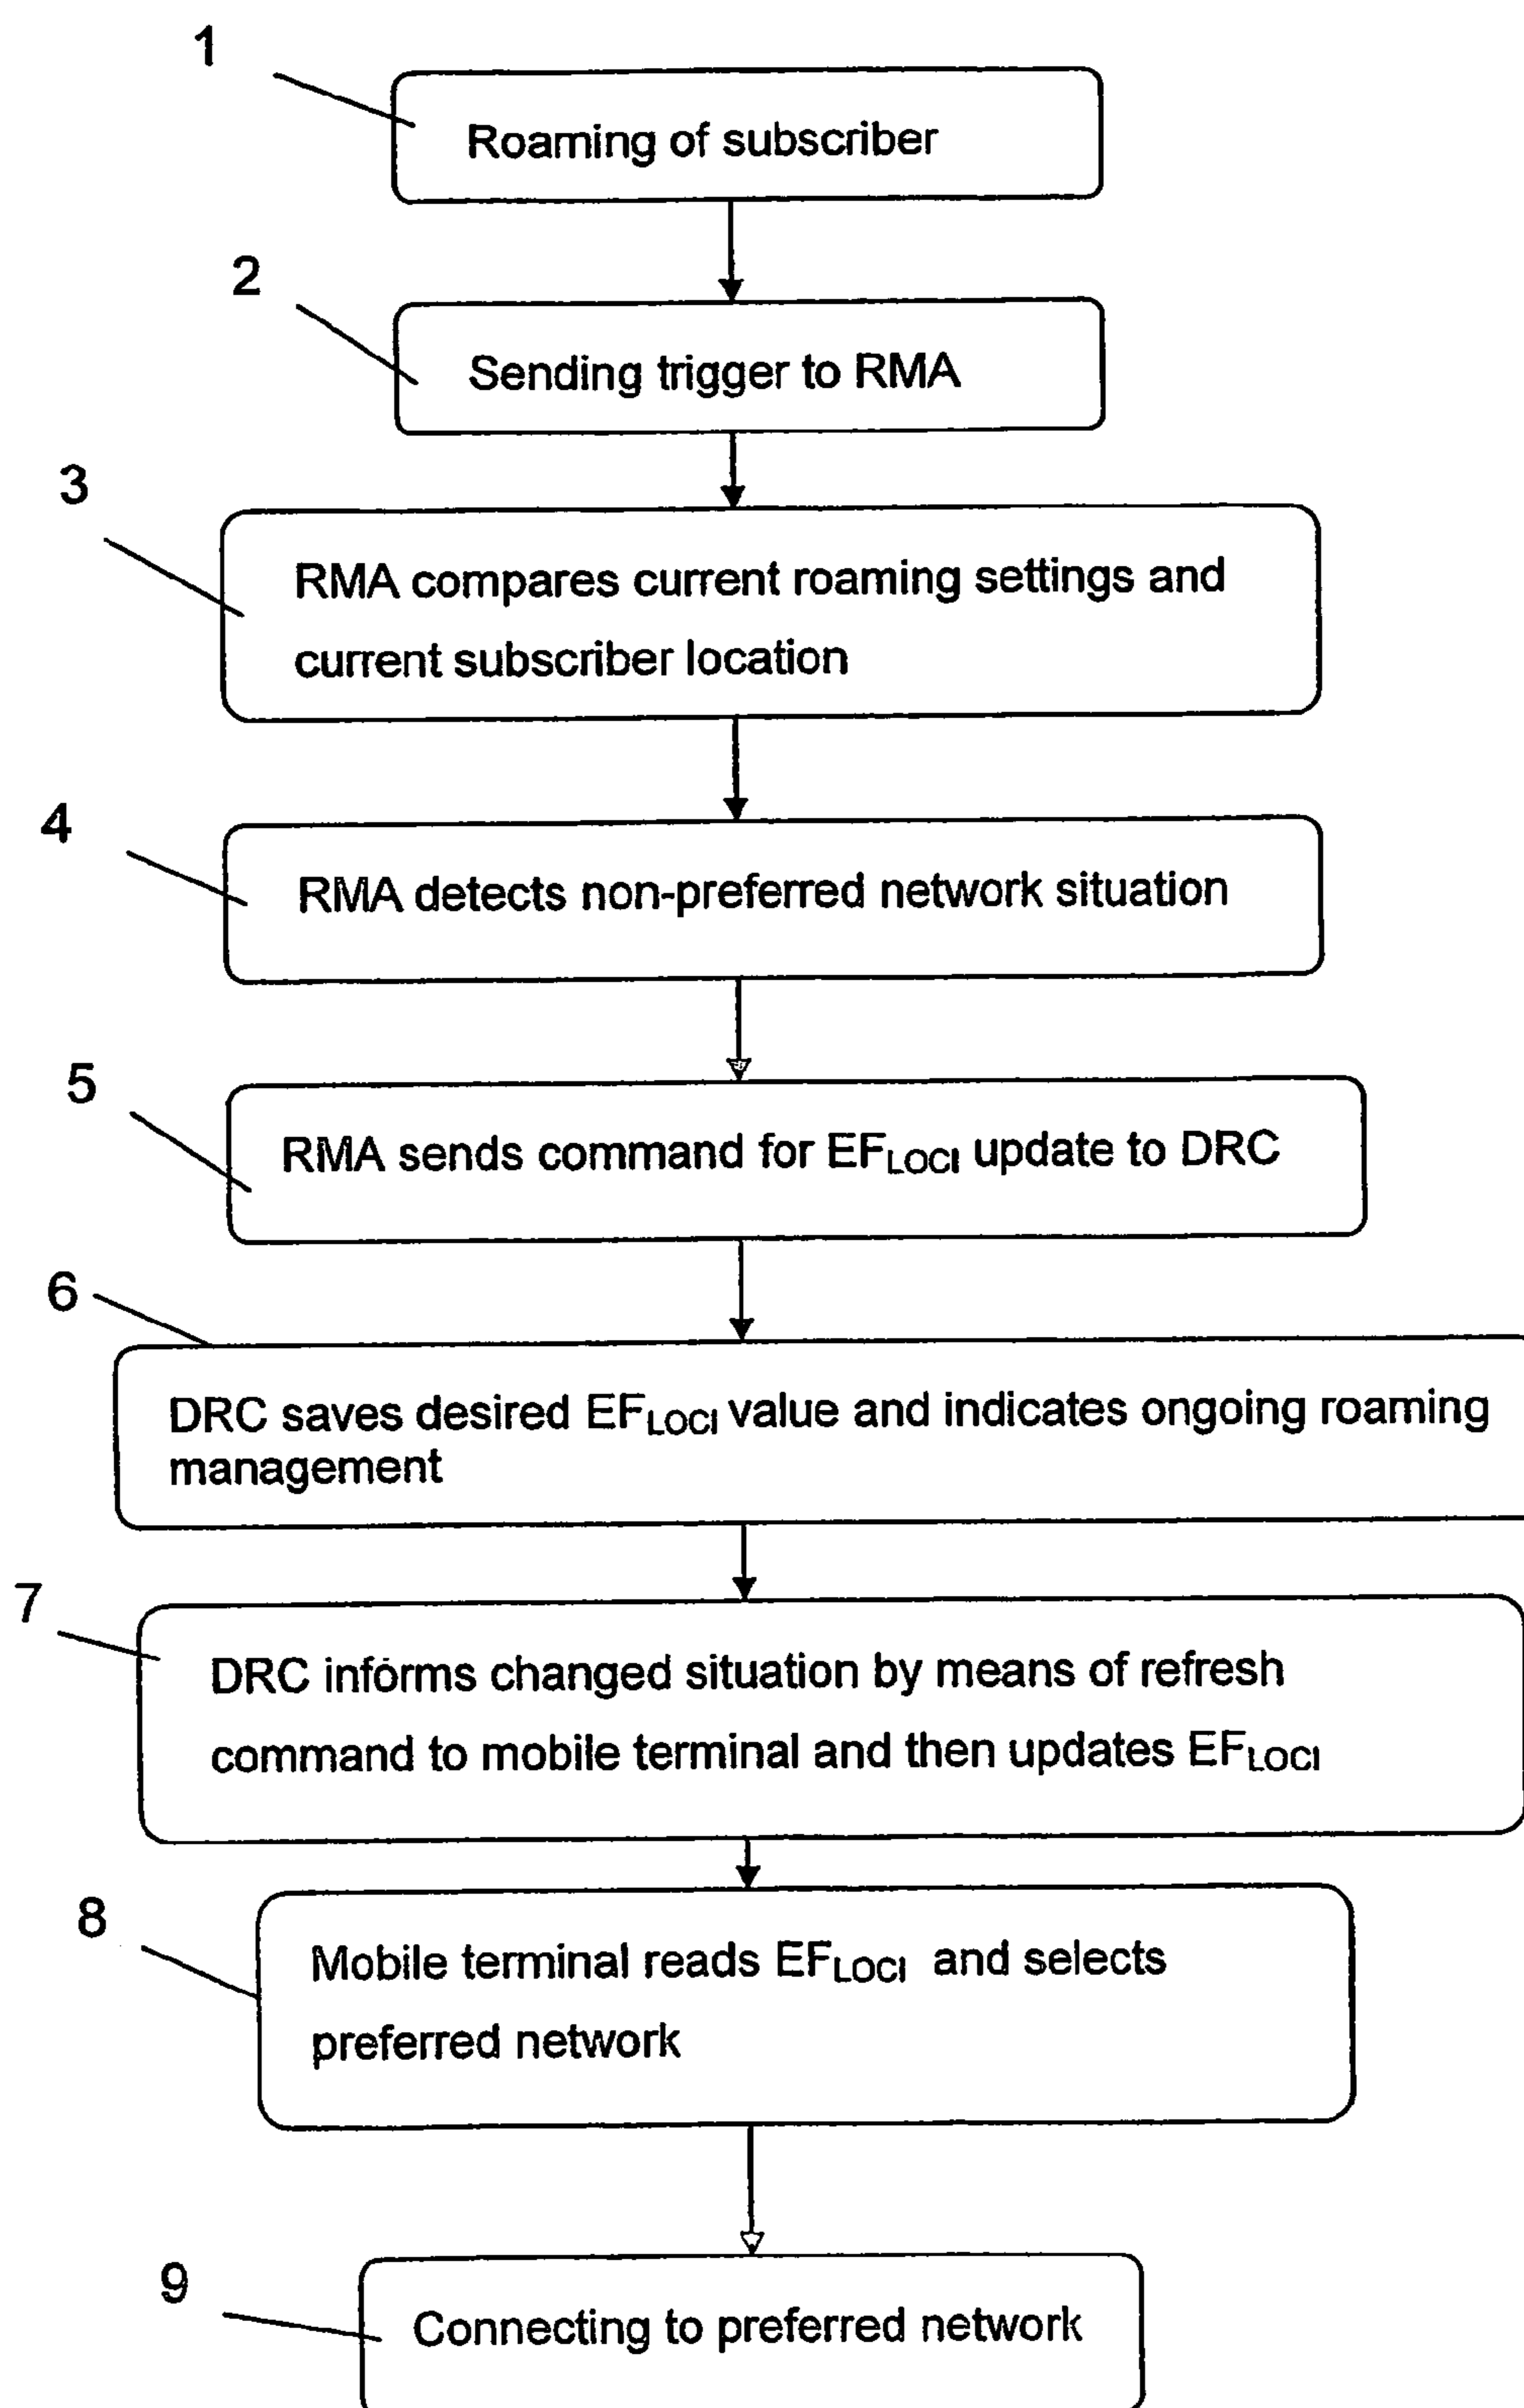 1
Roaming of subscriber
2
Sending trigger to RMA
3
RMA compares current roaming settings and
current subscriber location
4
RMA detects non-preferred network situation
5
RMA sends command for EFLOCI update to DRC
6
DRC saves desired EFLOCI value and indicates ongoing roaming
management
7
DRC informs changed situation by means of refresh
command to mobile terminal and then updates EFLOCI
8
Mobile terminal reads EFLOCI and selects
preferred network
9
Connecting to preferred network